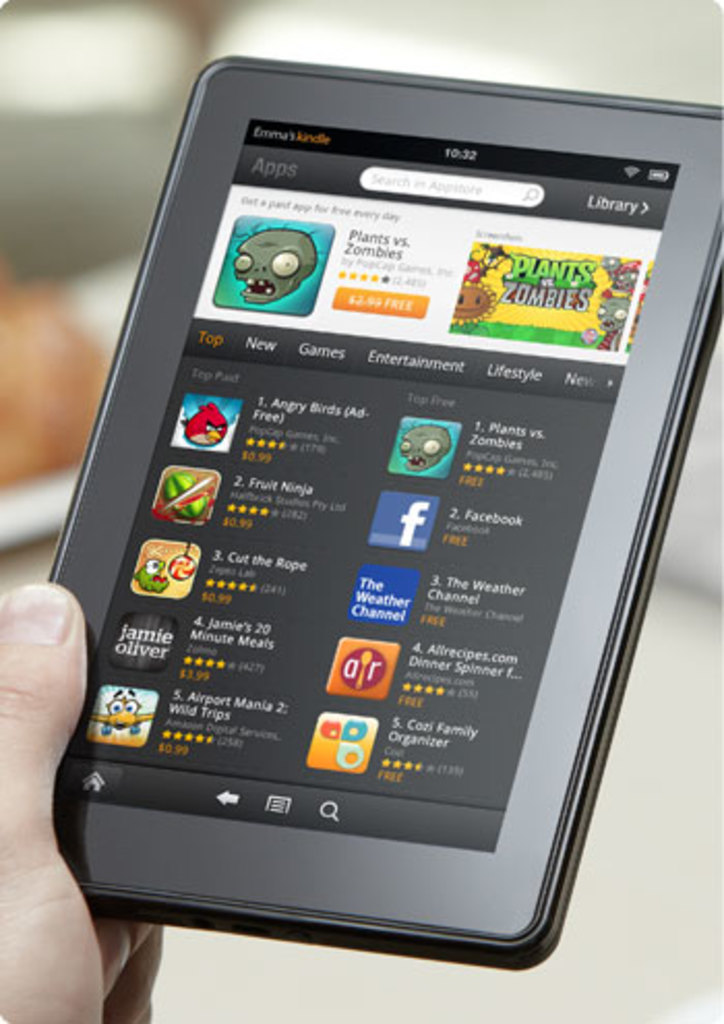 Emma's kindle
10:32
Apps
Search in Appstore
Library
Get a paid app for free every day
Plants vs.
Zombies
by PopCap Games, Inc.
(2,485)
$2.99 FREE
Screenshots
PLANTS
VS.
ZOMBIES
Top New Games Entertainment Lifestyle New
Top Paid
1. Angry Birds (Ad-
Free)
PopCap Games, Inc.
(179)
$0.99
2. Fruit Ninja
Halfbrick Studios Pty Ltd
(282)
$0.99
3. Cut the Rope
Zepto Lab
(241)
$0.99
jamie
oliver
4. Jamie's 20
Minute Meals
Zolmo
(427)
$3.99
5. Airport Mania 2:
Wild Trips
Amazon Digital Services,
(258)
$0.99
Top Free
1. Plants vs.
Zombies
PopCap Games, Inc.
(2,485)
FREE
f
2. Facebook
Facebook
FREE
The
Weather
Channel
3. The Weather
Channel
The Weather Channel
FREE
ar
4. Allrecipes.com
Dinner Spinner f...
Allrecipes.com
(55)
FREE
5. Cozi Family
Organizer
Cozi
(139)
FREE